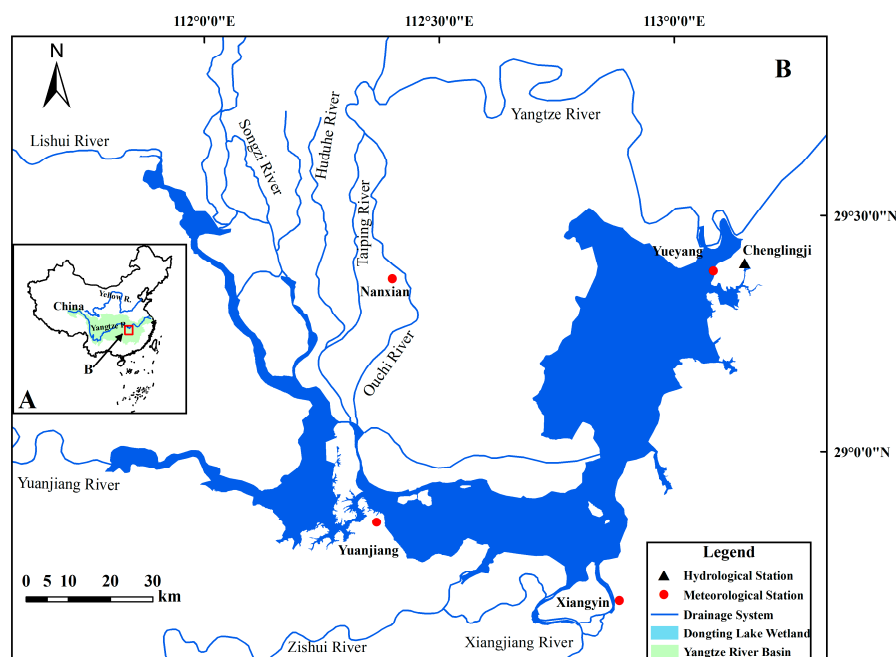 112°0'0"E
112°30'0"E
113°0'0"E
N
B
Yangtze River
Lishui River
Songzi River
Huduhe River
Taiping River
29°30'0"N
Yueyang
Chenglingji
Nanxian
Yellow R.
China
Yangtze R.
B
A
Ouchi River
29°0'0"N
Yuanjiang River
Yuanjiang
Legend
Hydrological Station
Meteorological Station
Drainage System
Dongting Lake Wetland
Yangtze River Basin
0 5 10 20 30
km
Xiangyin
Zishui River
Xiangjiang River